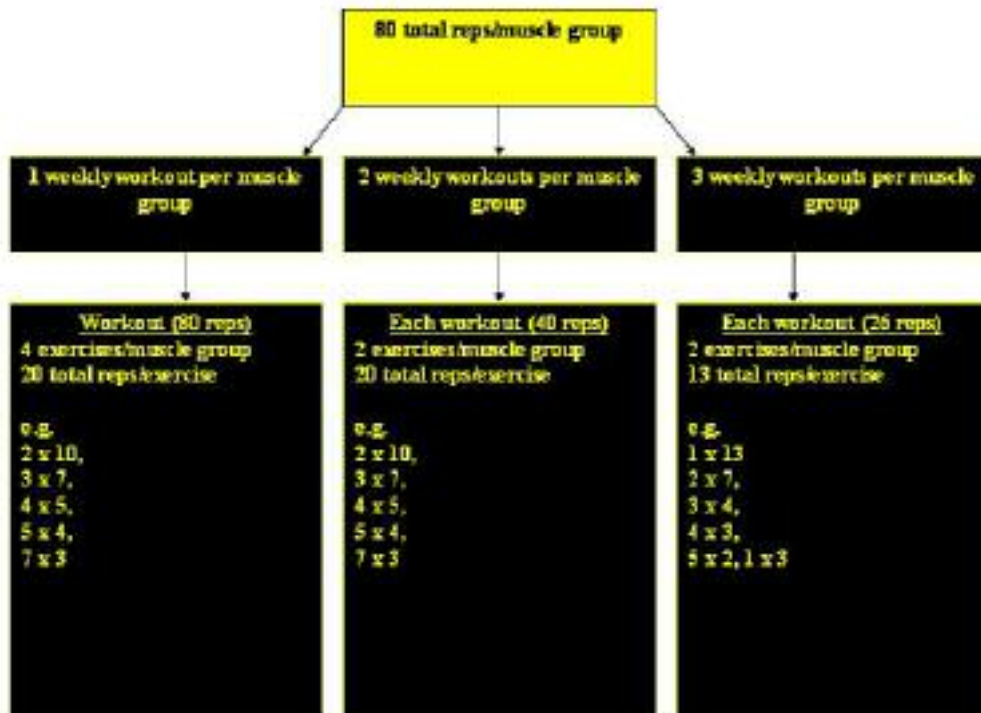 80 total reps/muscle group
1 weekly workout per muscle
group
2 weekly workouts per muscle
group
3 weekly workouts per muscle
group
Workout (80 reps)
4 exercises/muscle group
20 total reps/exercise
e.g.
2 x 10,
3 x 7,
4 x 5,
5 x 4,
7 x 3
Each workout (40 reps)
2 exercises/muscle group
20 total reps/exercise
e.g.
2 x 10,
3 x 7,
4 x 5,
5 x 4,
7 x 3
Each workout (26 reps)
2 exercises/muscle group
13 total reps/exercise
e.g.
1 x 13
2 x 7,
3 x 4,
4 x 3,
5 x 2, 1 x 3